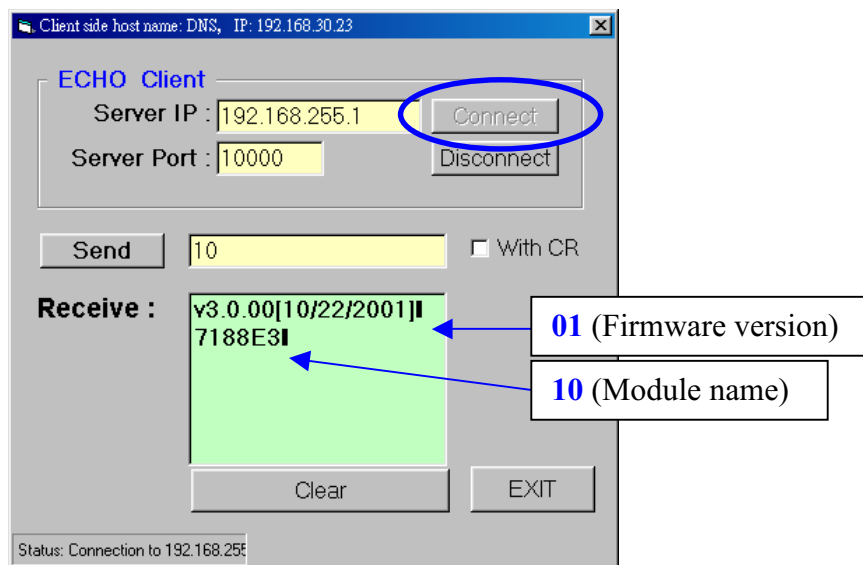 Client side host name: DNS, IP: 192.168.30.23
ECHO Client
Server IP : 192.168.255.1 Connect
Server Port : 10000 Disconnect
Send 10 With CR
Receive : v3.0.00[10/22/2001]
7188E3
01 (Firmware version)
10 (Module name)
Clear EXIT
Status: Connection to 192.168.255